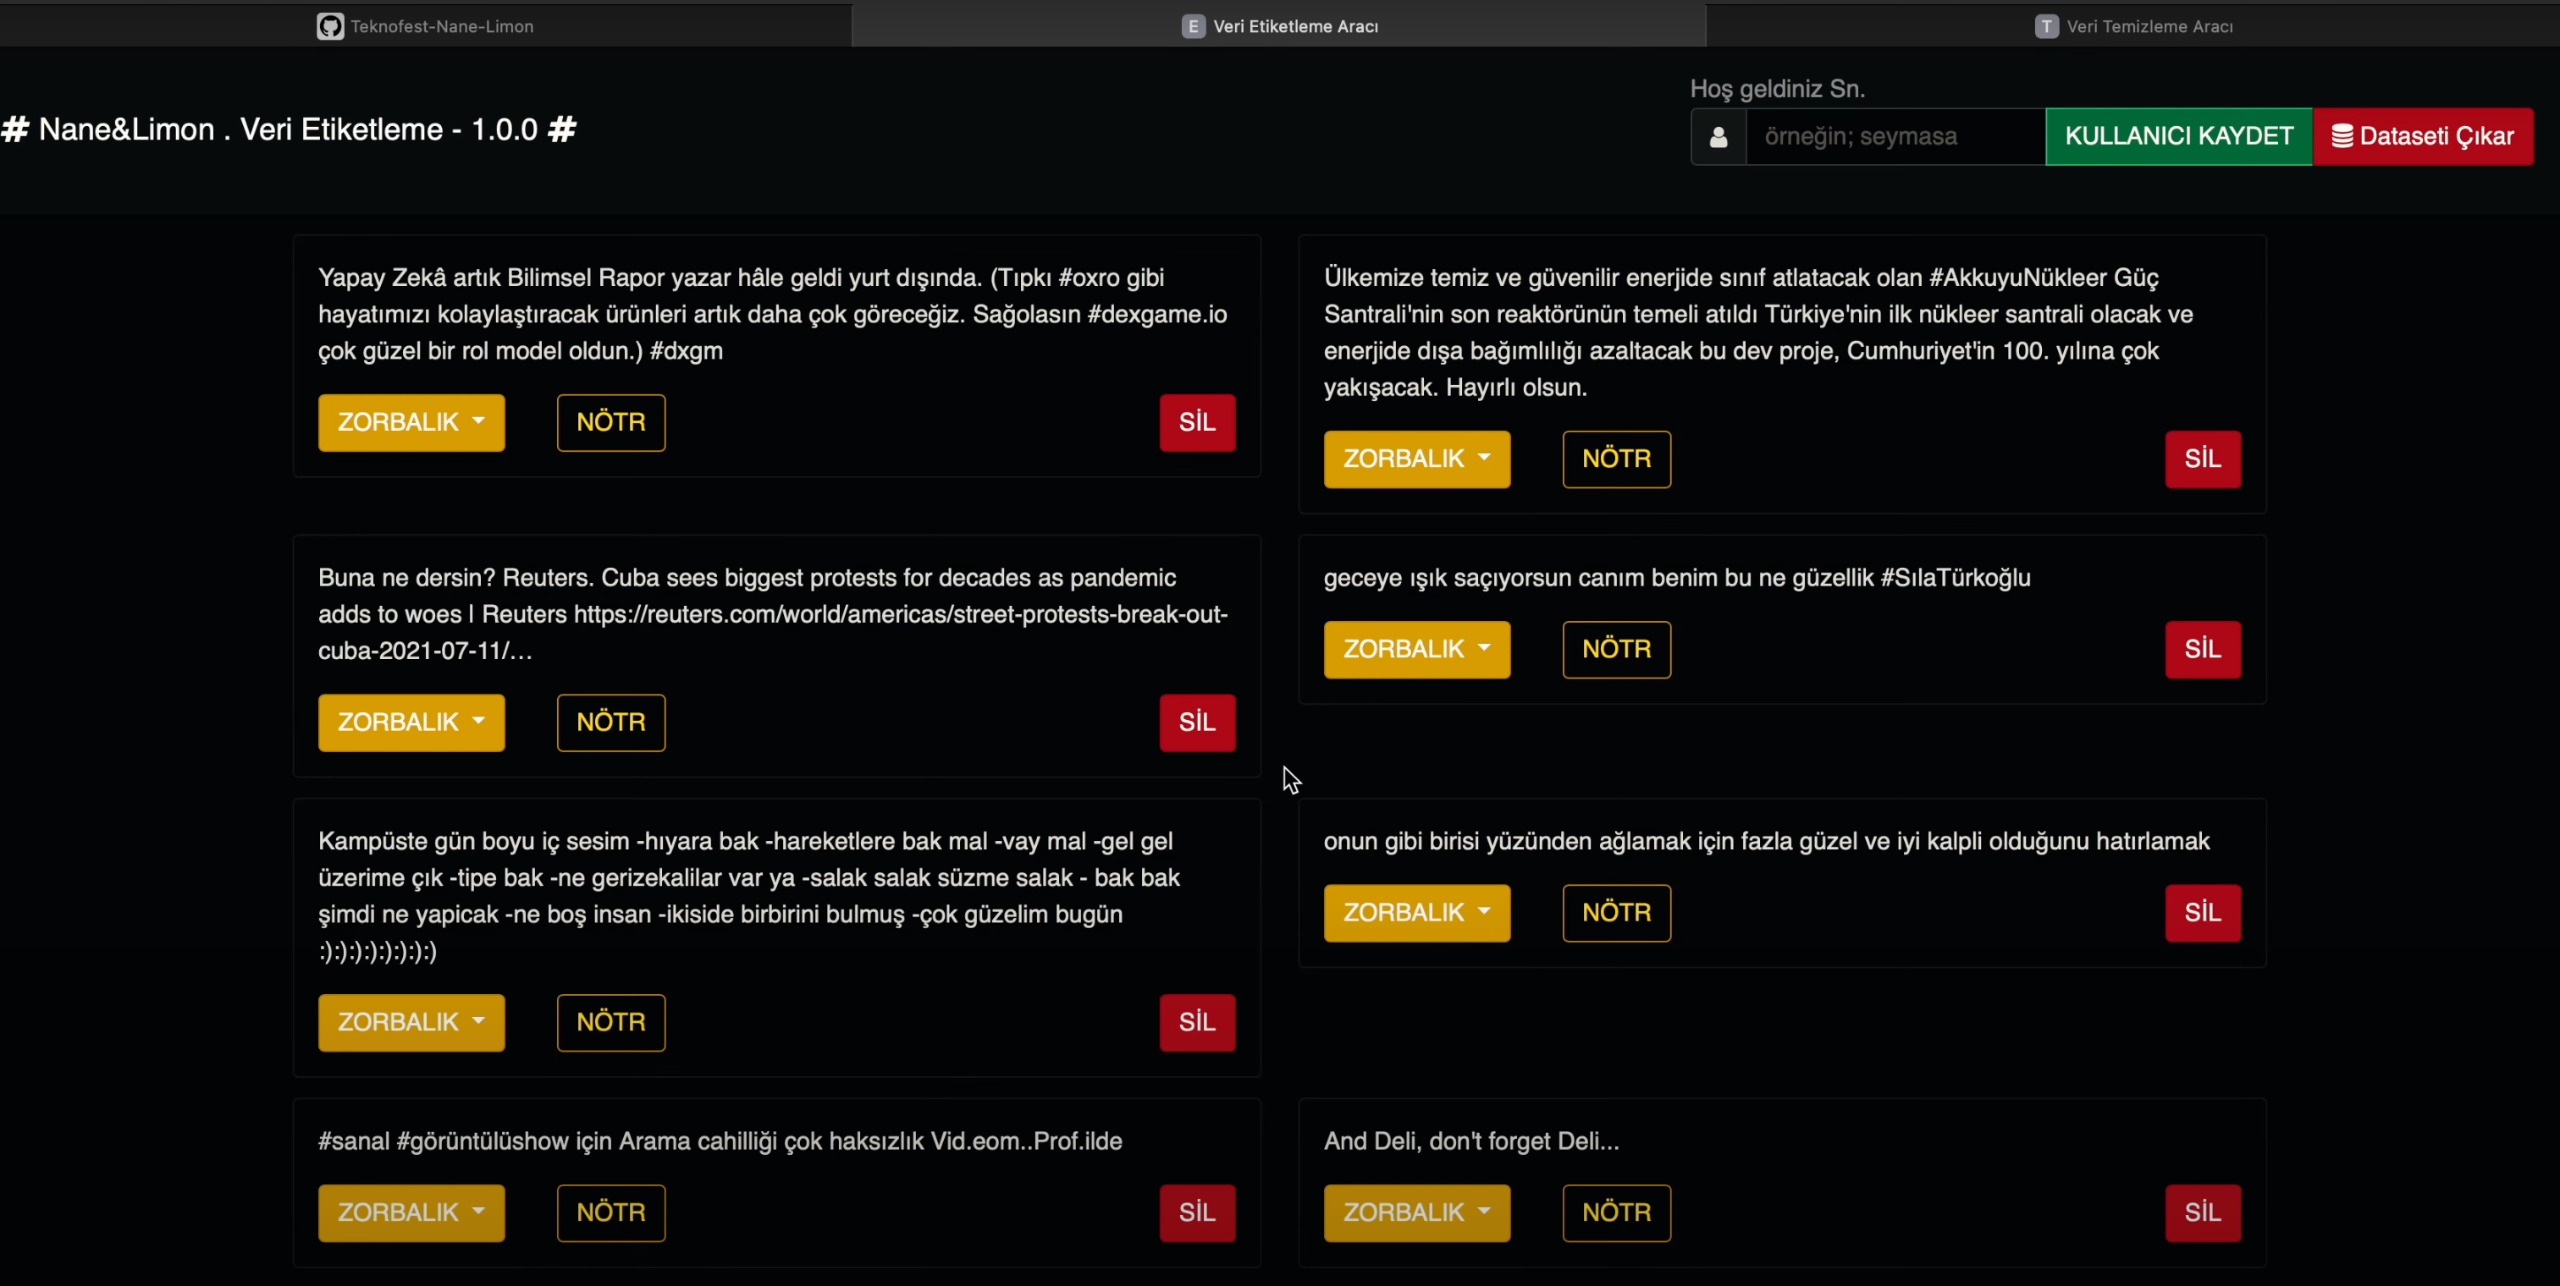 Teknofest-Nane-Limon
E Veri Etiketleme Aracı
T Veri Temizleme Aracı
Hoş geldiniz Sn.
# Nane&Limon . Veri Etiketleme - 1.0.0 #
örneğin; seymasa
KULLANICI KAYDET
Dataseti Çıkar
Yapay Zekâ artık Bilimsel Rapor yazar hâle geldi yurt dışında. (Tıpkı #oxro gibi
hayatımızı kolaylaştıracak ürünleri artık daha çok göreceğiz. Sağolasın #dexgame.io
çok güzel bir rol model oldun.) #dxgm
ZORBALIK NÖTR SİL
Ülkemize temiz ve güvenilir enerjide sınıf atlatacak olan #AkkuyuNükleer Güç
Santrali'nin son reaktörünün temeli atıldı Türkiye'nin ilk nükleer santrali olacak ve
enerjide dışa bağımlılığı azaltacak bu dev proje, Cumhuriyet'in 100. yılına çok
yakışacak. Hayırlı olsun.
ZORBALIK NÖTR SİL
Buna ne dersin? Reuters. Cuba sees biggest protests for decades as pandemic
adds to woes | Reuters https://reuters.com/world/americas/street-protests-break-out-
cuba-2021-07-11/…
ZORBALIK NÖTR SİL
geceye ışık saçıyorsun canım benim bu ne güzellik #SılaTürkoğlu
ZORBALIK NÖTR SİL
Kampüste gün boyu iç sesim -hıyara bak -hareketlere bak mal -vay mal -gel gel
üzerime çık -tipe bak -ne gerizekalilar var ya -salak salak süzme salak - bak bak
şimdi ne yapicak -ne boş insan -ikiside birbirini bulmuş -çok güzelim bugün
:):):):):):):):)
ZORBALIK NÖTR SİL
onun gibi birisi yüzünden ağlamak için fazla güzel ve iyi kalpli olduğunu hatırlamak
ZORBALIK NÖTR SİL
#sanal #görüntülüshow için Arama cahilliği çok haksızlık Vid.eom..Prof.ilde
ZORBALIK NÖTR SİL
And Deli, don't forget Deli...
ZORBALIK NÖTR SİL